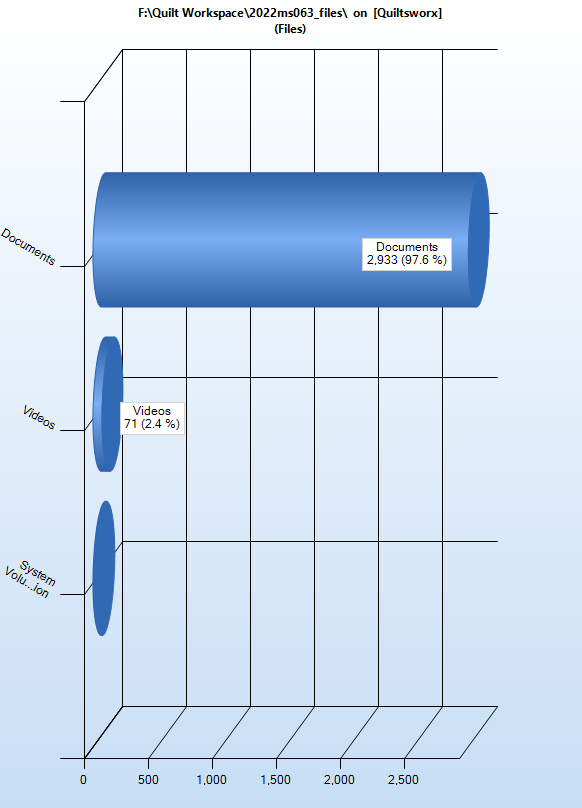 F:\Quilt Workspace\2022ms063_files\ on [Quiltsworx]
(Files)
Documents
Documents
2,933 (97.6 %)
Videos
Videos
71 (2.4 %)
System
Volu...ion
0
500
1,000
1,500
2,000
2,500